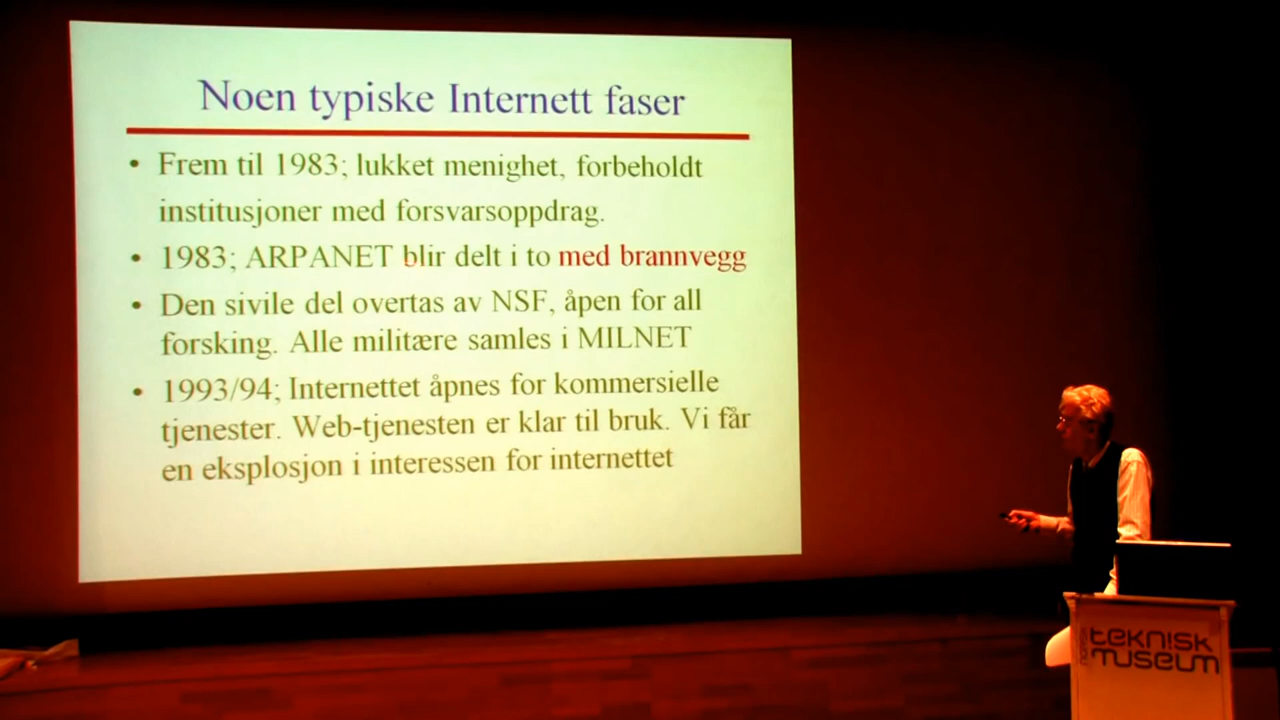 Noen typiske Internett faser
• Frem til 1983; lukket menighet, forbeholdt
institusjoner med forsvarsoppdrag.
• 1983; ARPANET blir delt i to med brannvegg
• Den sivile del overtas av NSF, åpen for all
forsking. Alle militære samles i MILNET
• 1993/94; Internettet åpnes for kommersielle
tjenester. Web-tjenesten er klar til bruk. Vi får
en eksplosjon i interessen for internettet
NORSK
teknisk
museum